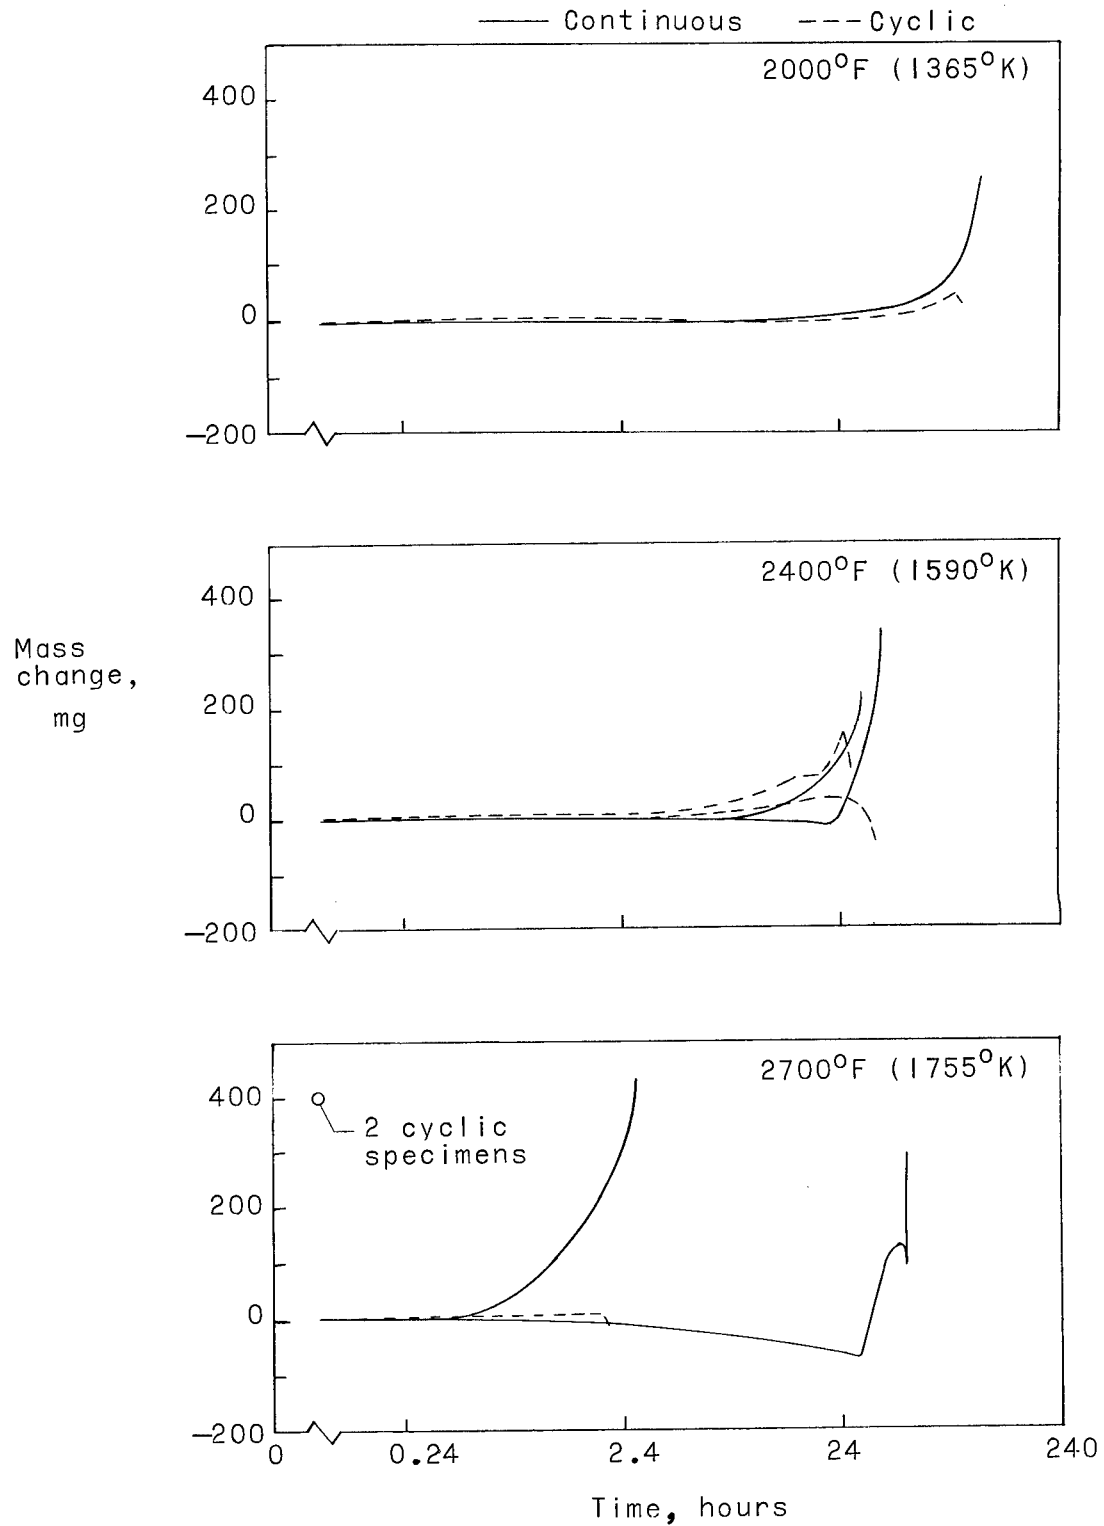 Continuous Cyclic
2000°F (1365°K)
400
200
0
−200
2400°F (1590°K)
400
200
0
−200
Mass
change,
mg
2700°F (1755°K)
400
2 cyclic
specimens
200
0
−200
0 0.24 2.4 24 240
Time, hours